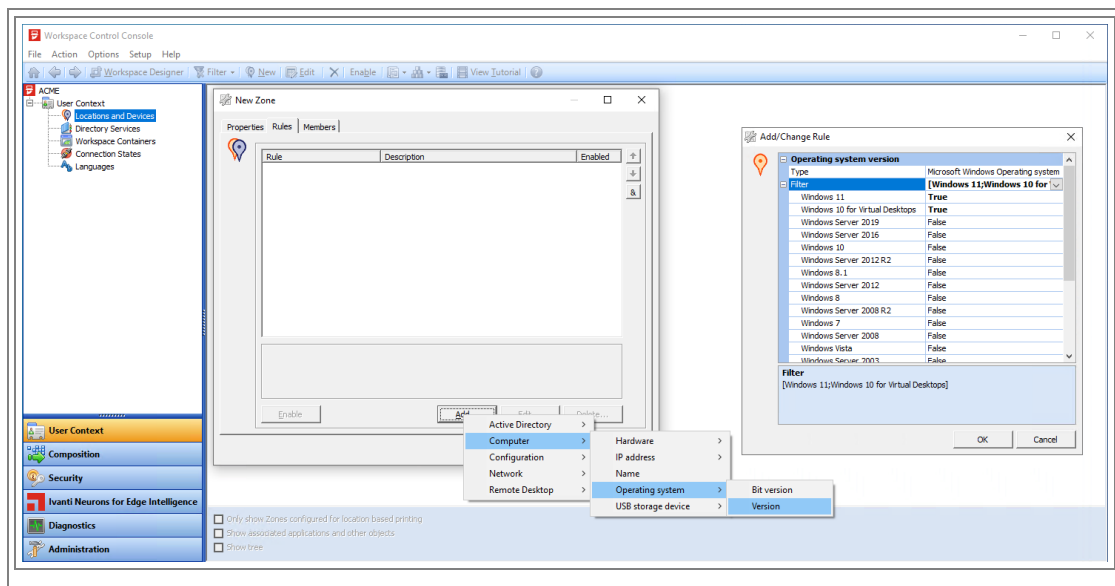 Workspace Control Console
File Action Options Setup Help
Workspace Designer Filter New Edit Enable View Tutorial
ACME
User Context
Locations and Devices
Directory Services
Workspace Containers
Connection States
Languages
New Zone
Properties Rules Members
Rule Description Enabled
&
Enable Add Edit Delete...
Active Directory
Computer
Configuration
Network
Remote Desktop
Hardware
IP address
Name
Operating system
USB storage device
Bit version
Version
Add/Change Rule
Operating system version
Type Microsoft Windows Operating system
Filter [Windows 11;Windows 10 for
Windows 11 True
Windows 10 for Virtual Desktops True
Windows Server 2019 False
Windows Server 2016 False
Windows 10 False
Windows Server 2012 R2 False
Windows 8.1 False
Windows Server 2012 False
Windows 8 False
Windows Server 2008 R2 False
Windows 7 False
Windows Server 2008 False
Windows Vista False
Windows Server 2003 False
Filter
[Windows 11;Windows 10 for Virtual Desktops]
OK Cancel
User Context
Composition
Security
Ivanti Neurons for Edge Intelligence
Diagnostics
Administration
Only show Zones configured for location based printing
Show associated applications and other objects
Show tree